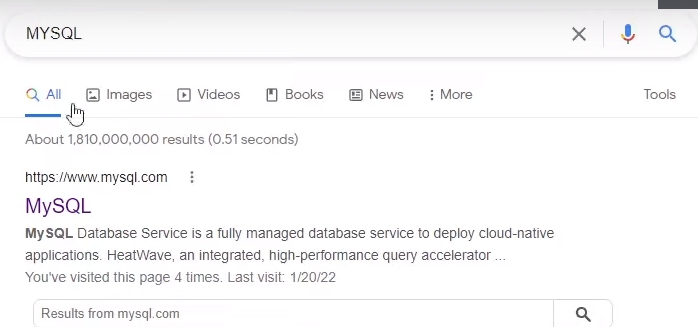 MYSQL
All Images Videos Books News More Tools
About 1,810,000,000 results (0.51 seconds)
https://www.mysql.com
MySQL
MySQL Database Service is a fully managed database service to deploy cloud-native
applications. HeatWave, an integrated, high-performance query accelerator ...
You've visited this page 4 times. Last visit: 1/20/22
Results from mysql.com